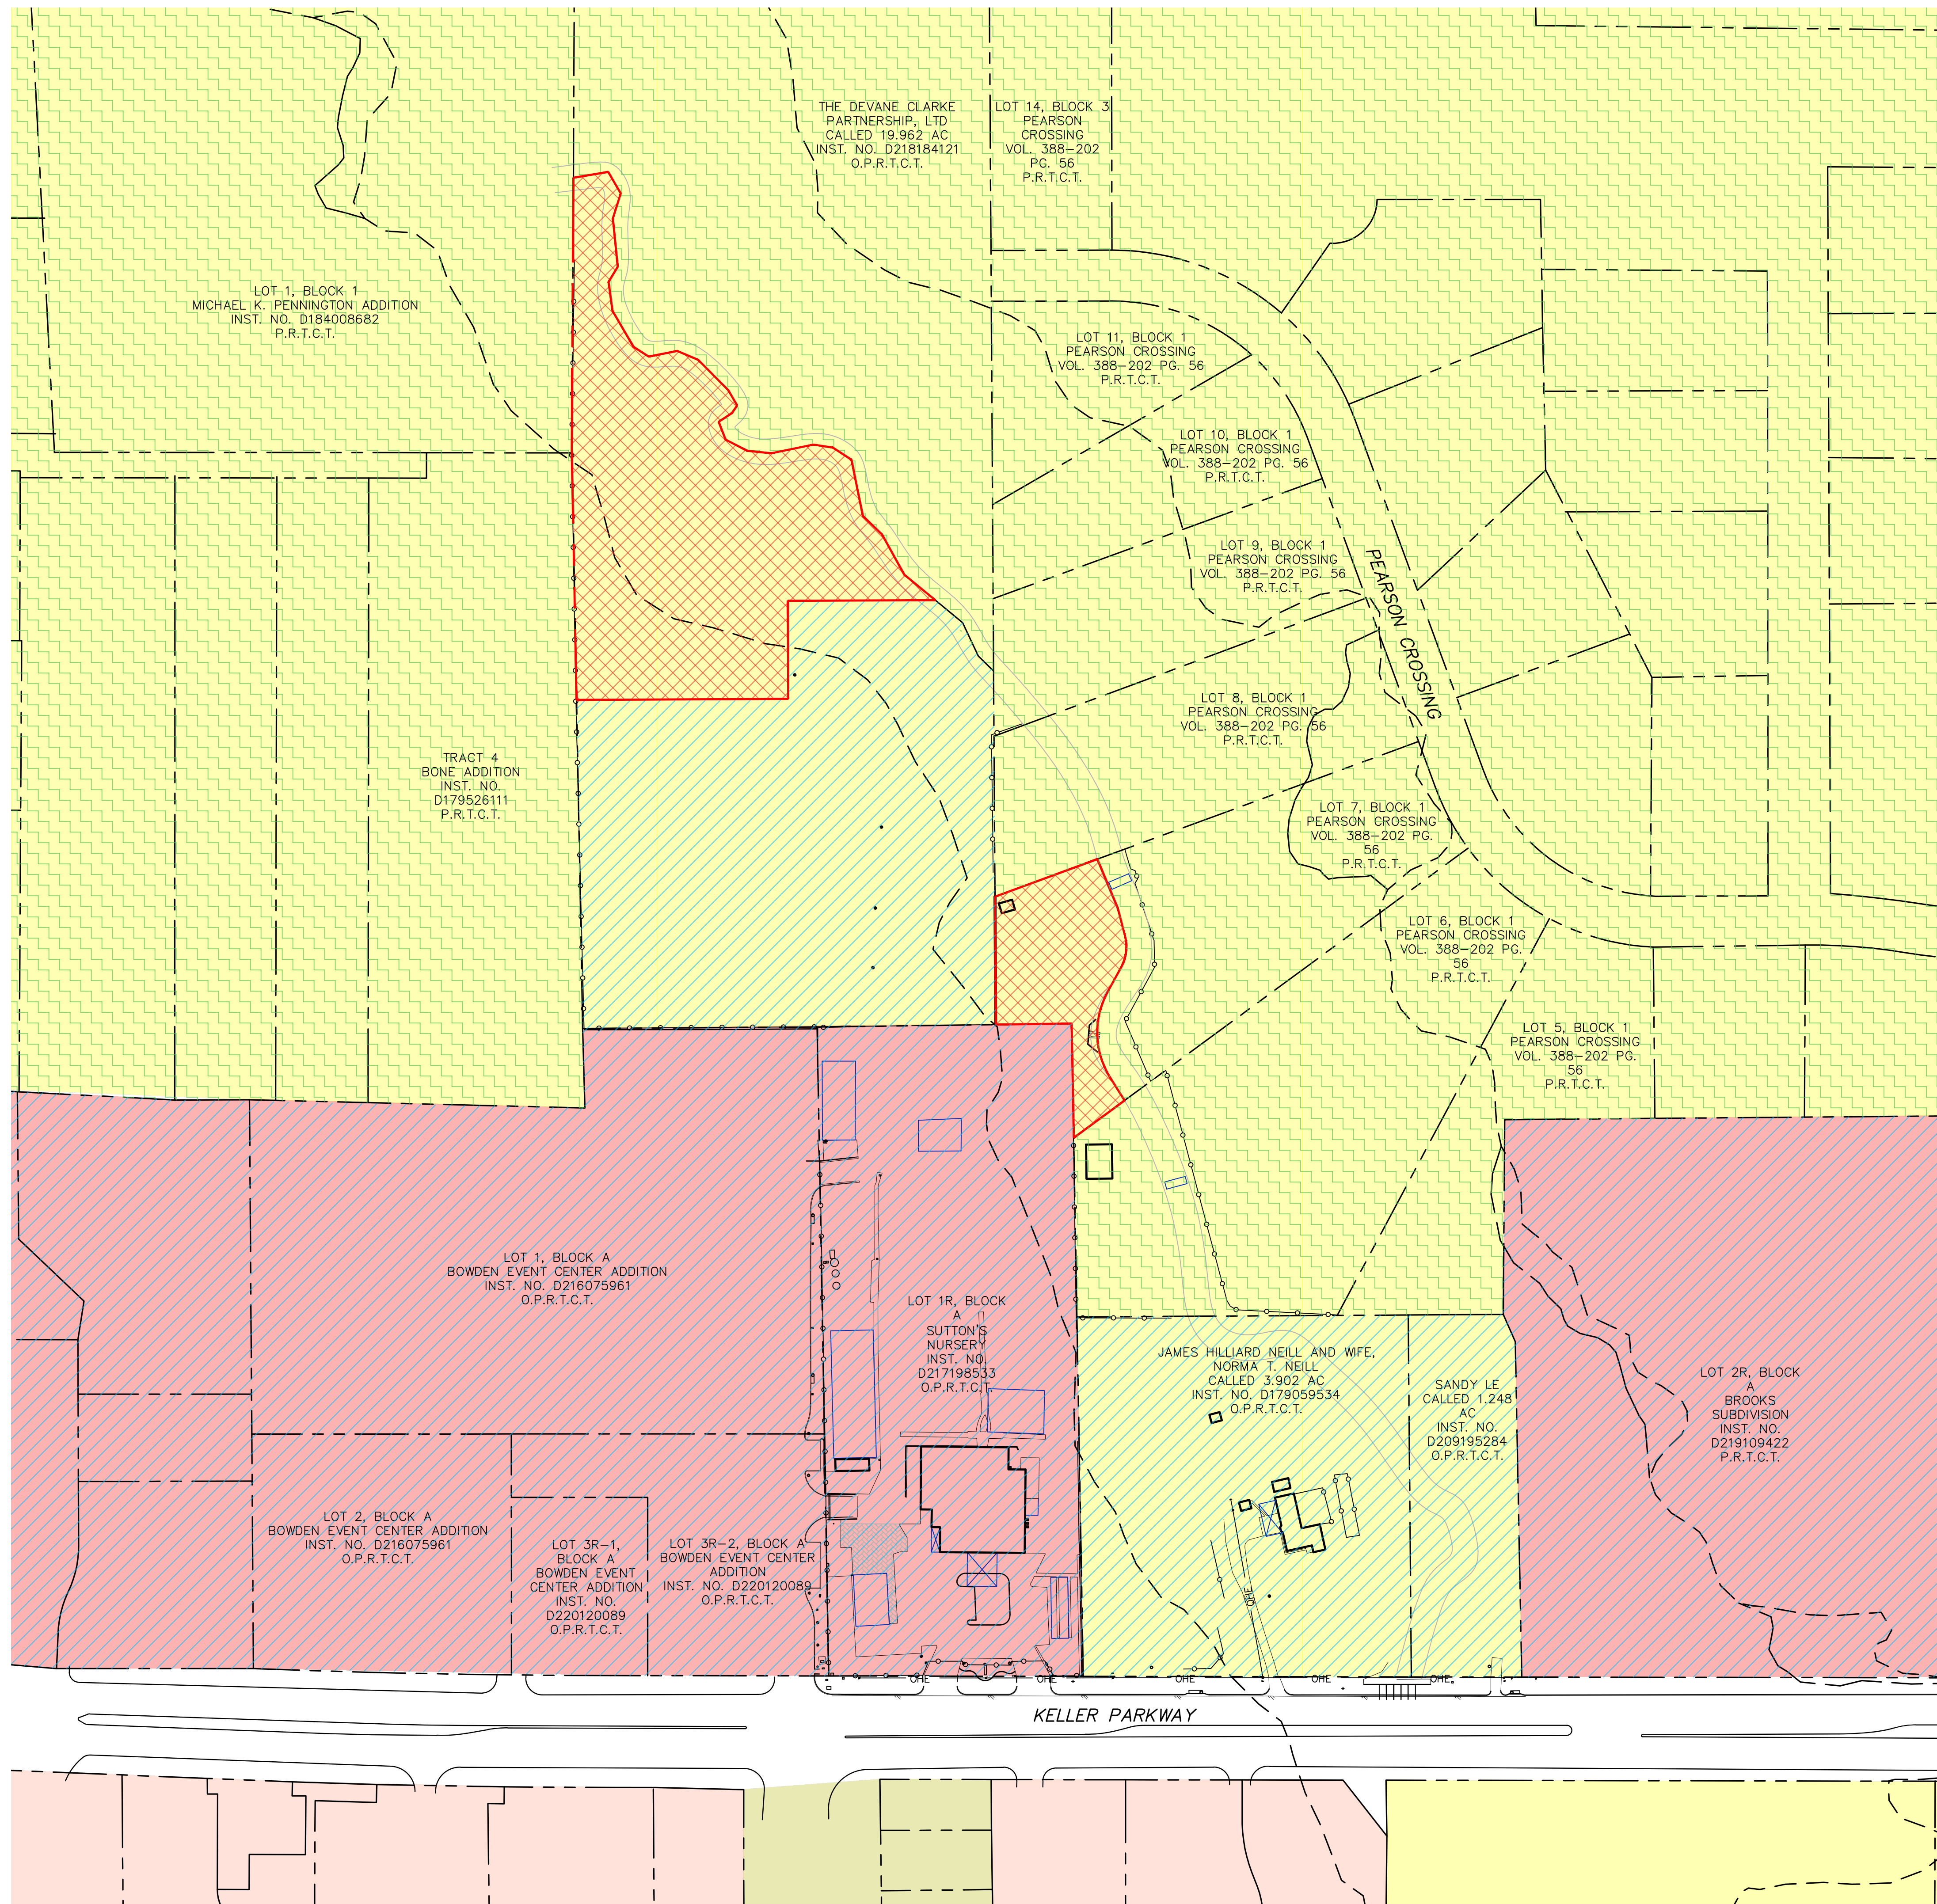 THE DEVANE CLARKE
PARTNERSHIP, LTD
CALLED 19.962 AC
INST. NO. D218184121
O.P.R.T.C.T.
LOT 14, BLOCK 3
PEARSON
CROSSING
VOL. 388-202
PG. 56
P.R.T.C.T.
LOT 1, BLOCK 1
MICHAEL K. PENNINGTON ADDITION
INST. NO. D184008682
P.R.T.C.T.
LOT 11, BLOCK 1
PEARSON CROSSING
VOL. 388-202 PG. 56
P.R.T.C.T.
LOT 10, BLOCK 1
PEARSON CROSSING
VOL. 388-202 PG. 56
P.R.T.C.T.
LOT 9, BLOCK 1
PEARSON CROSSING
VOL. 388-202 PG. 56
P.R.T.C.T.
PEARSON CROSSING
LOT 8, BLOCK 1
PEARSON CROSSING
VOL. 388-202 PG. 56
P.R.T.C.T.
TRACT 4
BONE ADDITION
INST. NO.
D179526111
P.R.T.C.T.
LOT 7, BLOCK 1
PEARSON CROSSING
VOL. 388-202 PG.
56
P.R.T.C.T.
LOT 6, BLOCK 1
PEARSON CROSSING
VOL. 388-202 PG.
56
P.R.T.C.T.
LOT 5, BLOCK 1
PEARSON CROSSING
VOL. 388-202 PG.
56
P.R.T.C.T.
LOT 1, BLOCK A
BOWDEN EVENT CENTER ADDITION
INST. NO. D216075961
O.P.R.T.C.T.
LOT 1R, BLOCK
A
SUTTON'S
NURSERY
INST. NO.
D217198533
O.P.R.T.C.T.
JAMES HILLIARD NEILL AND WIFE,
NORMA T. NEILL
CALLED 3.902 AC
INST. NO. D179059534
O.P.R.T.C.T.
SANDY LE
CALLED 1.248
AC
INST. NO.
D209195284
O.P.R.T.C.T.
LOT 2R, BLOCK
A
BROOKS
SUBDIVISION
INST. NO.
D219109422
P.R.T.C.T.
LOT 2, BLOCK A
BOWDEN EVENT CENTER ADDITION
INST. NO. D216075961
O.P.R.T.C.T.
LOT 3R-1,
BLOCK A
BOWDEN EVENT
CENTER ADDITION
INST. NO.
D220120089
O.P.R.T.C.T.
LOT 3R-2, BLOCK A
BOWDEN EVENT CENTER
ADDITION
INST. NO. D220120089
O.P.R.T.C.T.
OHE
OHE
OHE
OHE
OHE
OHE
KELLER PARKWAY